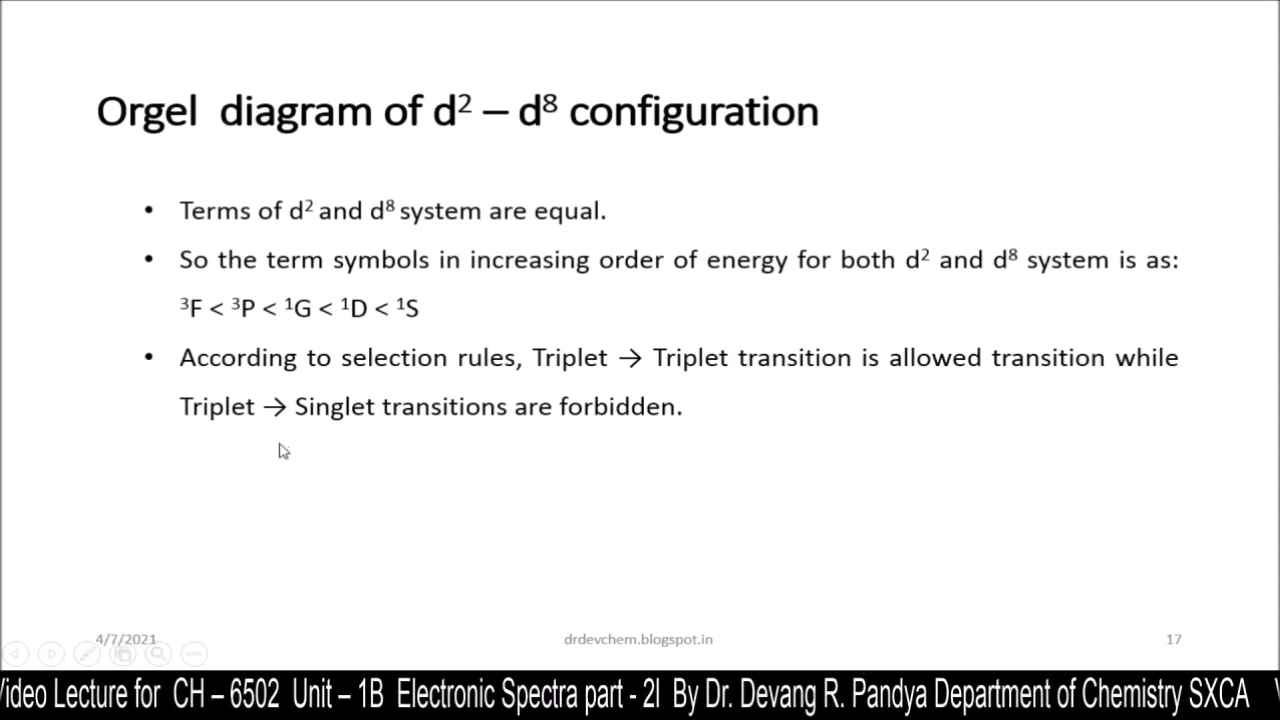 Orgel diagram of d² – d⁸ configuration
• Terms of d² and d⁸ system are equal.
• So the term symbols in increasing order of energy for both d² and d⁸ system is as:
³F < ³P < ¹G < ¹D < ¹S
• According to selection rules, Triplet → Triplet transition is allowed transition while
Triplet → Singlet transitions are forbidden.
4/7/2021 drdevchem.blogspot.in 17
Video Lecture for CH – 6502 Unit – 1B Electronic Spectra part - 2I By Dr. Devang R. Pandya Department of Chemistry SXCA